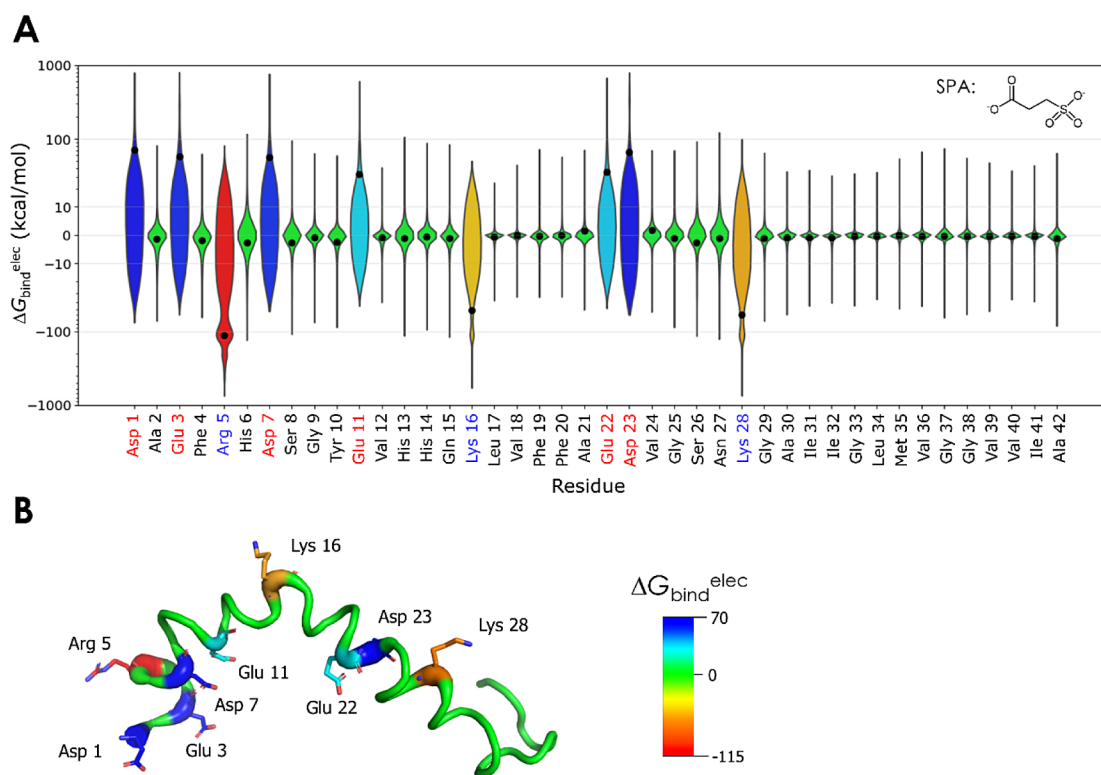 A
1000
100
10
0
−10
−100
−1000
ΔG_bind^elec (kcal/mol)
SPA:
O
⁻O
O⁻
S
O
O
Asp 1
Ala 2
Glu 3
Phe 4
Arg 5
His 6
Asp 7
Ser 8
Gly 9
Tyr 10
Glu 11
Val 12
His 13
His 14
Gln 15
Lys 16
Leu 17
Val 18
Phe 19
Phe 20
Ala 21
Glu 22
Asp 23
Val 24
Gly 25
Ser 26
Asn 27
Lys 28
Gly 29
Ala 30
Ile 31
Ile 32
Gly 33
Leu 34
Met 35
Val 36
Gly 37
Gly 38
Val 39
Val 40
Ile 41
Ala 42
Residue
B
Lys 16
Arg 5
Asp 23
Lys 28
Glu 11
Asp 7
Glu 22
Glu 3
Asp 1
ΔG_bind^elec
70
0
-115